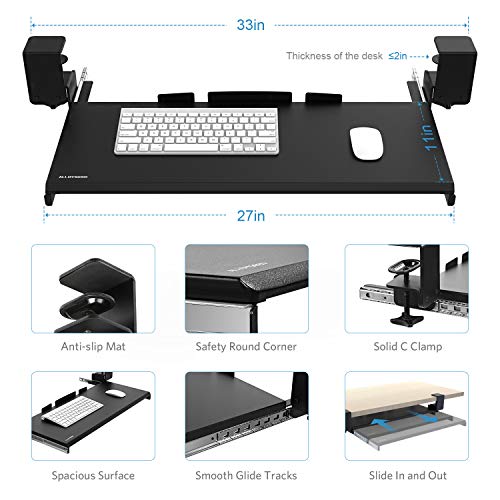 33in
Thickness of the desk ≤2in
11in
27in
Anti-slip Mat
Safety Round Corner
Solid C Clamp
Spacious Surface
Smooth Glide Tracks
Slide In and Out